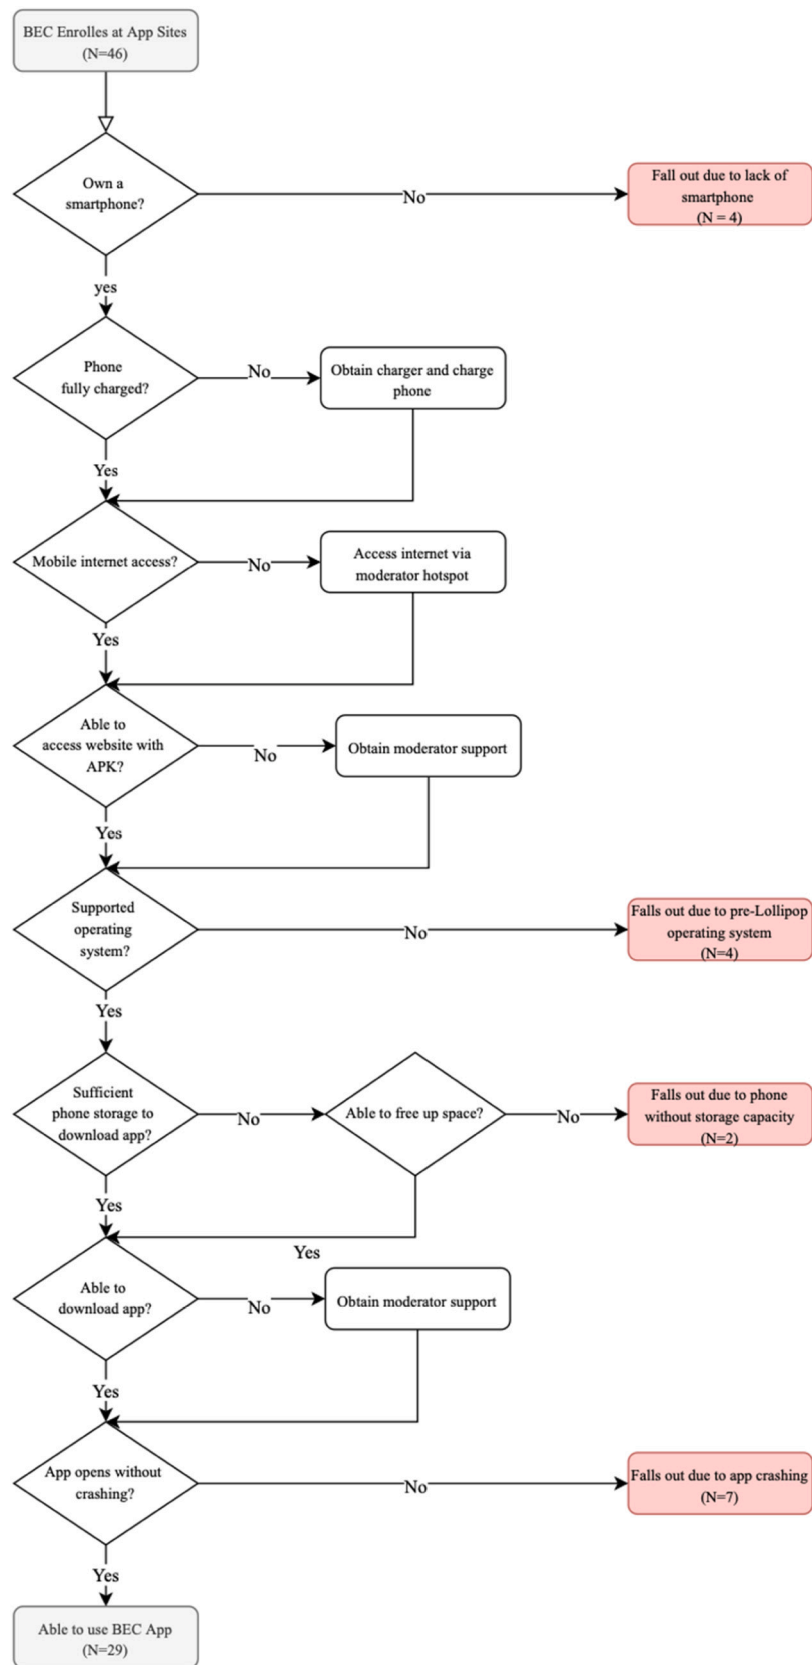 BEC Enrolles at App Sites
(N=46)
Own a
smartphone?
No
Fall out due to lack of
smartphone
(N = 4)
yes
Phone
fully charged?
No
Obtain charger and charge
phone
Yes
Mobile internet access?
No
Access internet via
moderator hotspot
Yes
Able to
access website with
APK?
No
Obtain moderator support
Yes
Supported
operating
system?
No
Falls out due to pre-Lollipop
operating system
(N=4)
Yes
Sufficient
phone storage to
download app?
No
Able to free up space?
No
Falls out due to phone
without storage capacity
(N=2)
Yes
Yes
Able to
download app?
No
Obtain moderator support
Yes
App opens without
crashing?
No
Falls out due to app crashing
(N=7)
Yes
Able to use BEC App
(N=29)